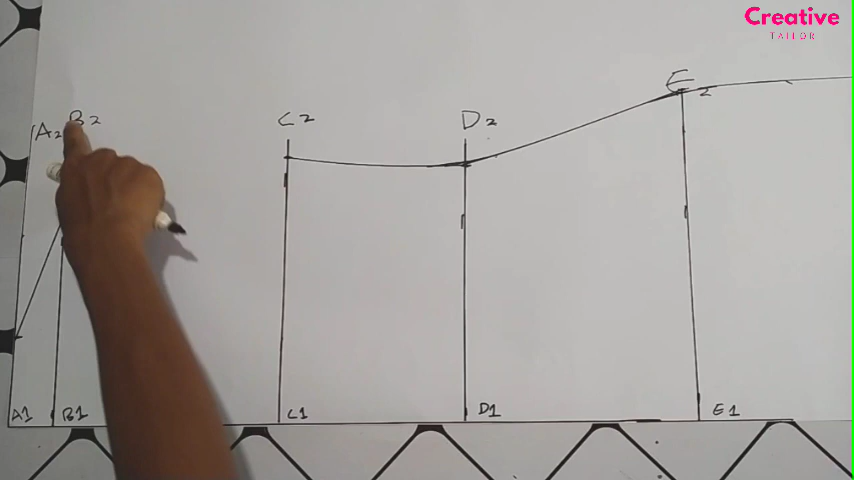 Creative
TAILOR
E2
A2 B2 C2 D2
A1 B1 C1 D1 E1